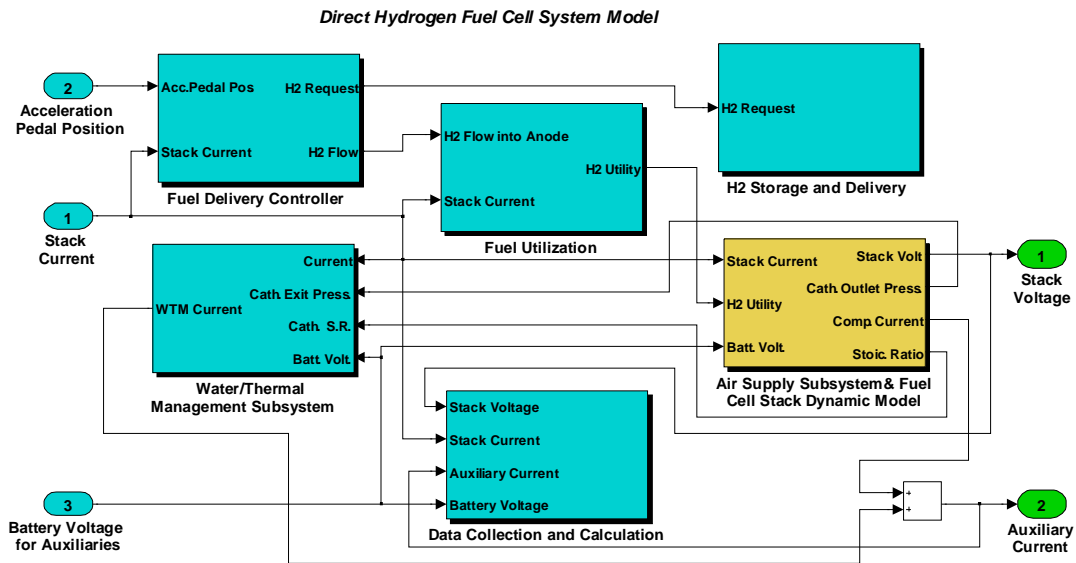 Direct Hydrogen Fuel Cell System Model
2
Acceleration
Pedal Position
Acc.Pedal Pos
H2 Request
Stack Current
H2 Flow
Fuel Delivery Controller
H2 Flow into Anode
H2 Utility
Stack Current
Fuel Utilization
H2 Request
H2 Storage and Delivery
1
Stack
Current
Current
Cath. Exit Press.
WTM Current
Cath. S.R.
Batt. Volt.
Water/Thermal
Management Subsystem
Stack Current
Stack Volt
Cath. Outlet Press.
H2 Utility
Comp. Current
Batt. Volt.
Stoic. Ratio
Air Supply Subsystem& Fuel
Cell Stack Dynamic Model
1
Stack
Voltage
Stack Voltage
Stack Current
Auxiliary Current
Battery Voltage
Data Collection and Calculation
3
Battery Voltage
for Auxiliaries
+
+
2
Auxiliary
Current